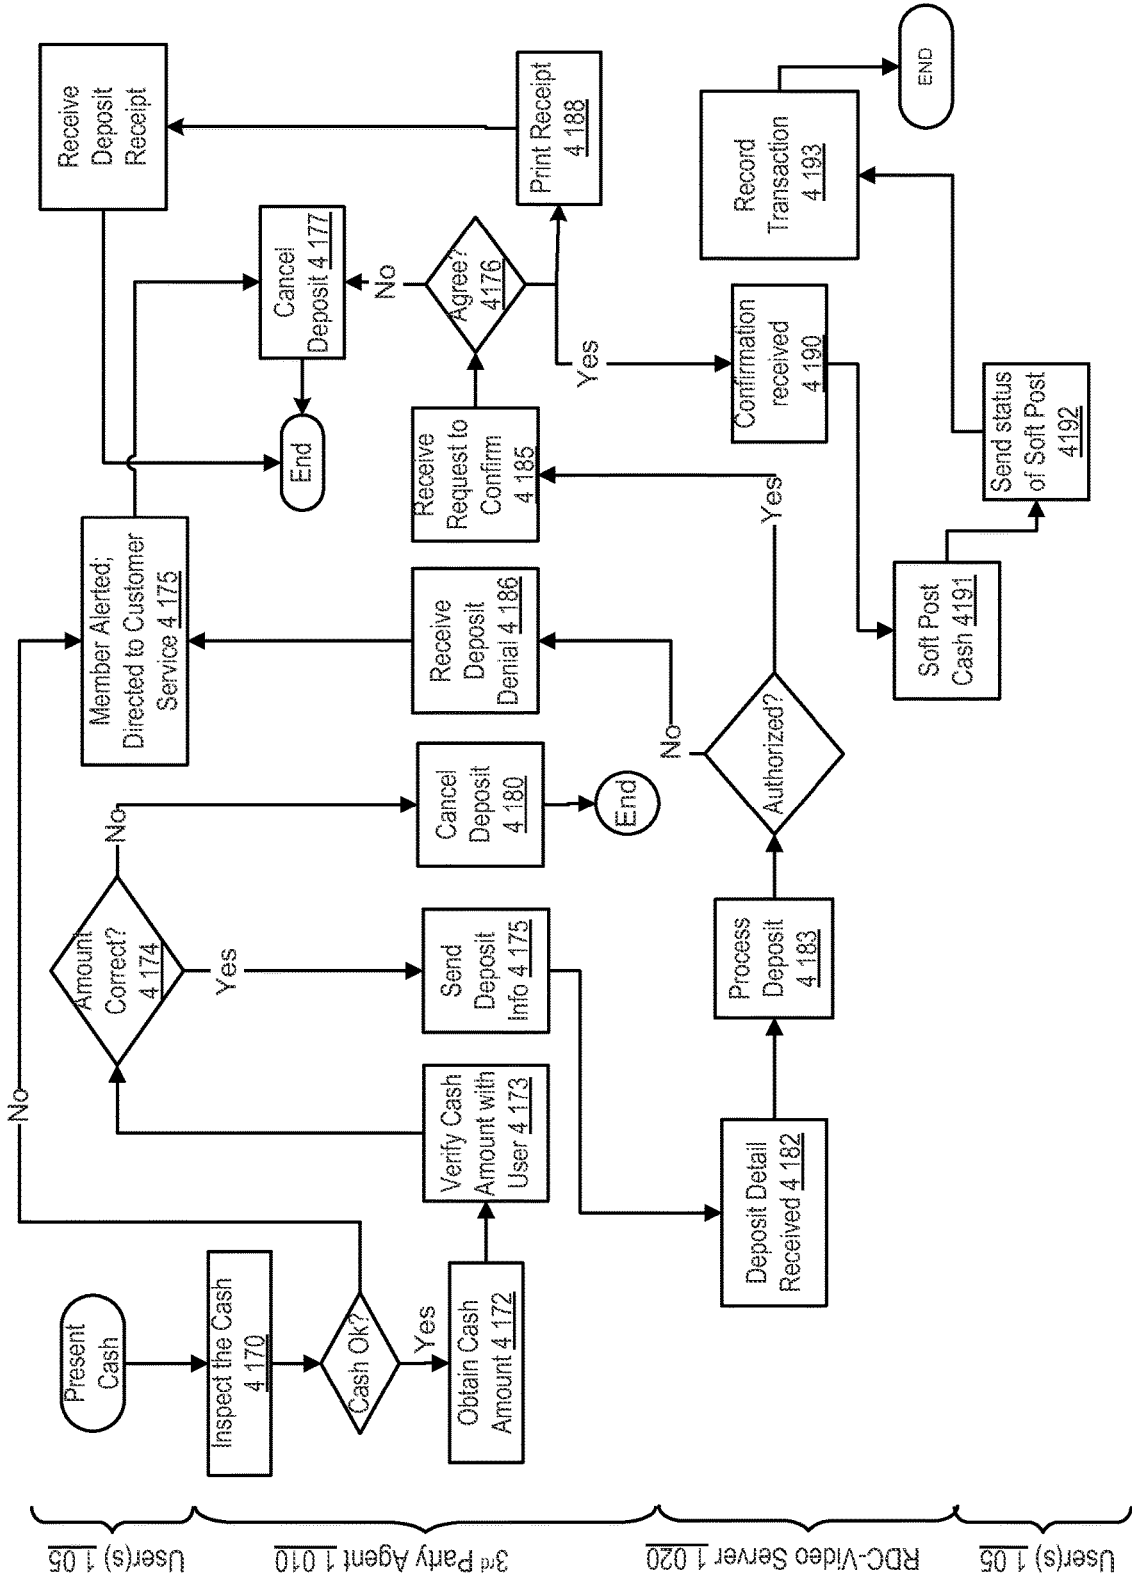 Present
Cash
Inspect the Cash
4 170
Cash Ok?
No
Yes
Obtain Cash
Amount 4 172
Verify Cash
Amount with
User 4 173
Amount
Correct?
4 174
No
Yes
Send
Deposit
Info 4 175
Cancel
Deposit
4 180
End
Member Alerted;
Directed to Customer
Service 4 175
Receive
Deposit
Denial 4 186
Receive
Request to
Confirm
4 185
Cancel
Deposit 4 177
End
Agree?
4176
No
Yes
Receive
Deposit
Receipt
Print Receipt
4 188
Deposit Detail
Received 4 182
Process
Deposit
4 183
Authorized?
No
Yes
Confirmation
received
4 190
Record
Transaction
4 193
END
Soft Post
Cash 4191
Send status
of Soft Post
4192
User(s) 1 05
3rd Party Agent 1 010
RDC-Video Server 1 020
User(s) 1 05